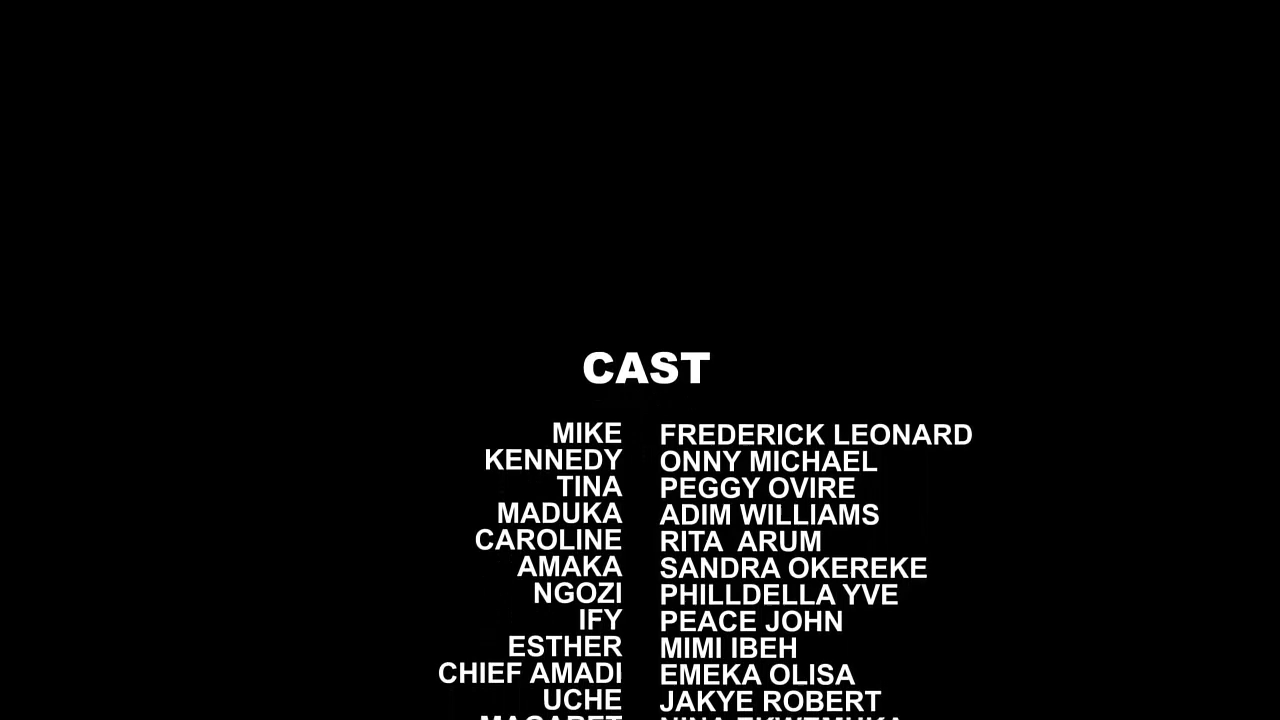 CAST
MIKE FREDERICK LEONARD
KENNEDY ONNY MICHAEL
TINA PEGGY OVIRE
MADUKA ADIM WILLIAMS
CAROLINE RITA ARUM
AMAKA SANDRA OKEREKE
NGOZI PHILLDELLA YVE
IFY PEACE JOHN
ESTHER MIMI IBEH
CHIEF AMADI EMEKA OLISA
UCHE JAKYE ROBERT